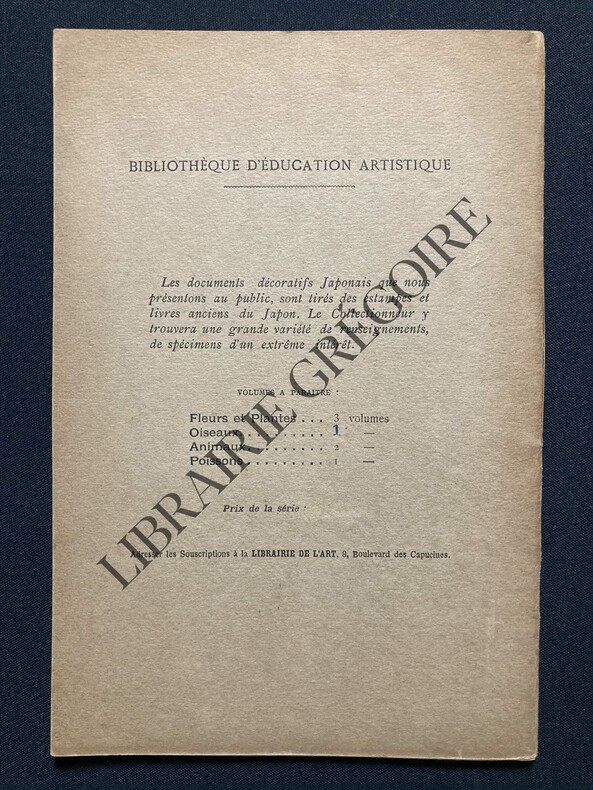 BIBLIOTHÈQUE D'ÉDUCATION ARTISTIQUE
Les documents décoratifs Japonais que nous
présentons au public, sont tirés des estampes et
livres anciens du Japon. Le Collectionneur y
trouvera une grande variété de renseignements,
de spécimens d'un extrême intérêt.
VOLUMES A PARAITRE :
Fleurs et Plantes . . . 3 volumes
Oiseaux. . . . . . . . . . 1 —
Animaux. . . . . . . . . 2
Poissons. . . . . . . . . 1
Prix de la série :
Adresser les Souscriptions à la LIBRAIRIE DE L'ART, 8, Boulevard des Capucines.
LIBRAIRIE GRÉGOIRE